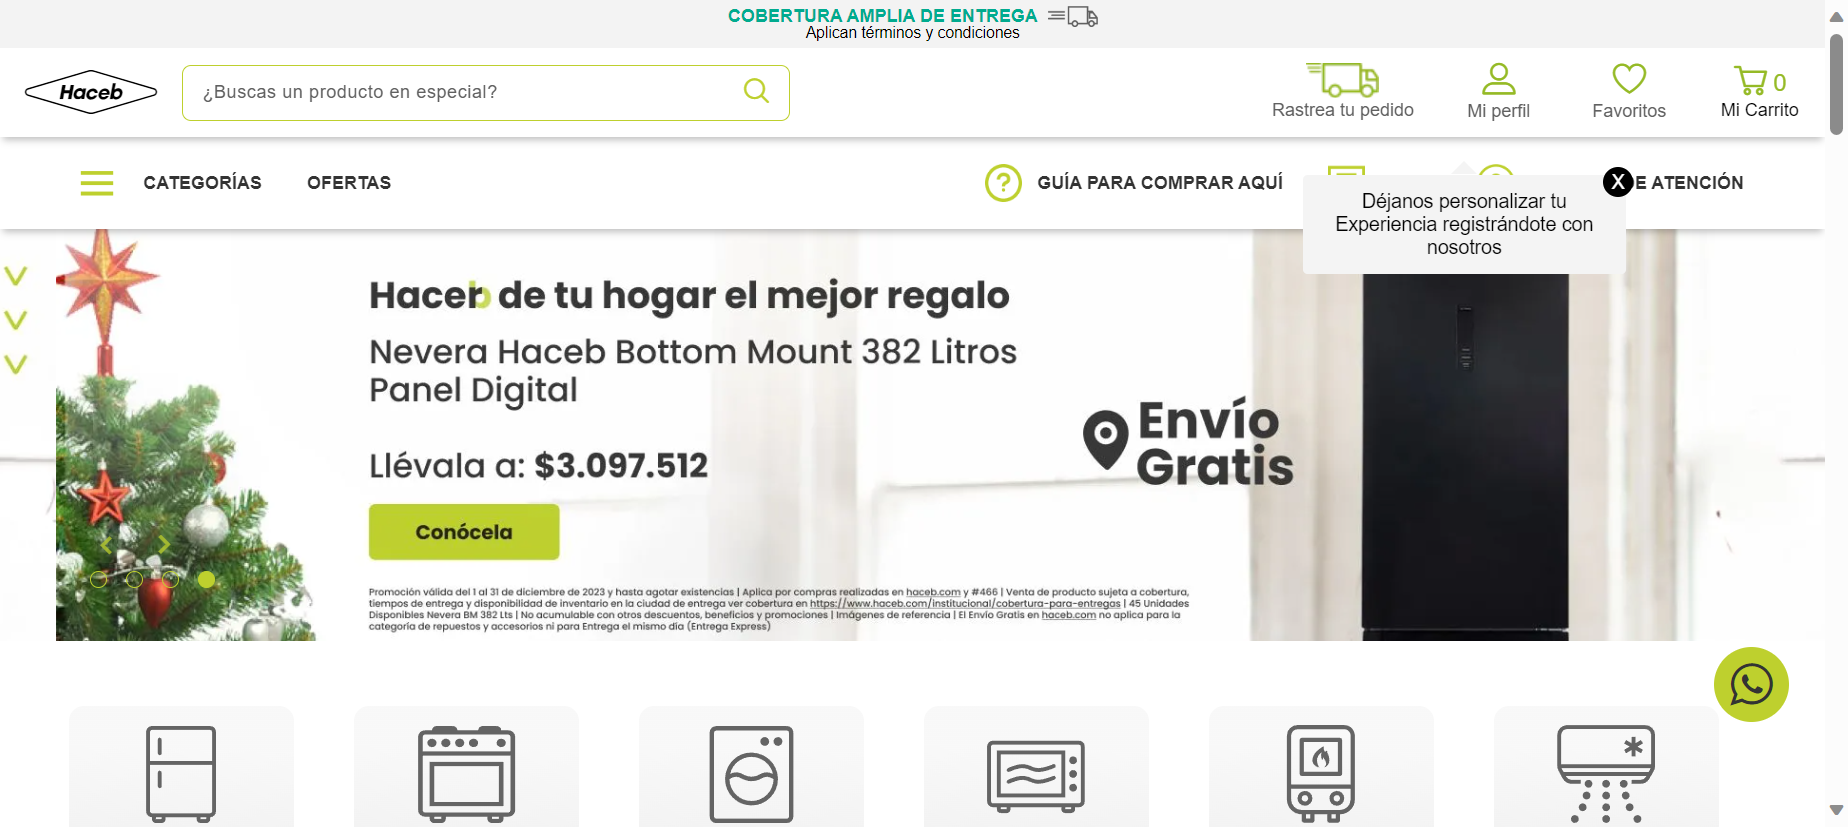 COBERTURA AMPLIA DE ENTREGA
Aplican términos y condiciones
Haceb
¿Buscas un producto en especial?
Rastrea tu pedido
Mi perfil
Favoritos
0
Mi Carrito
CATEGORÍAS
OFERTAS
GUÍA PARA COMPRAR AQUÍ
E ATENCIÓN
X
Déjanos personalizar tu
Experiencia registrándote con
nosotros
Hacerb de tu hogar el mejor regalo
Nevera Haceb Bottom Mount 382 Litros
Panel Digital
Envío
Gratis
Llévala a: $3.097.512
Conócela
Promoción válida del 1 al 31 de diciembre de 2023 y hasta agotar existencias | Aplica por compras realizadas en haceb.com y #466 | Venta de producto sujeta a cobertura,
tiempos de entrega y disponibilidad de inventario en la ciudad de entrega ver cobertura en https://www.haceb.com/institucional/cobertura-para-entregas | 45 Unidades
Disponibles Nevera BM 382 Lts | No acumulable con otros descuentos, beneficios y promociones | Imágenes de referencia | El Envío Gratis en haceb.com no aplica para la
categoría de repuestos y accesorios ni para Entrega el mismo día (Entrega Express)